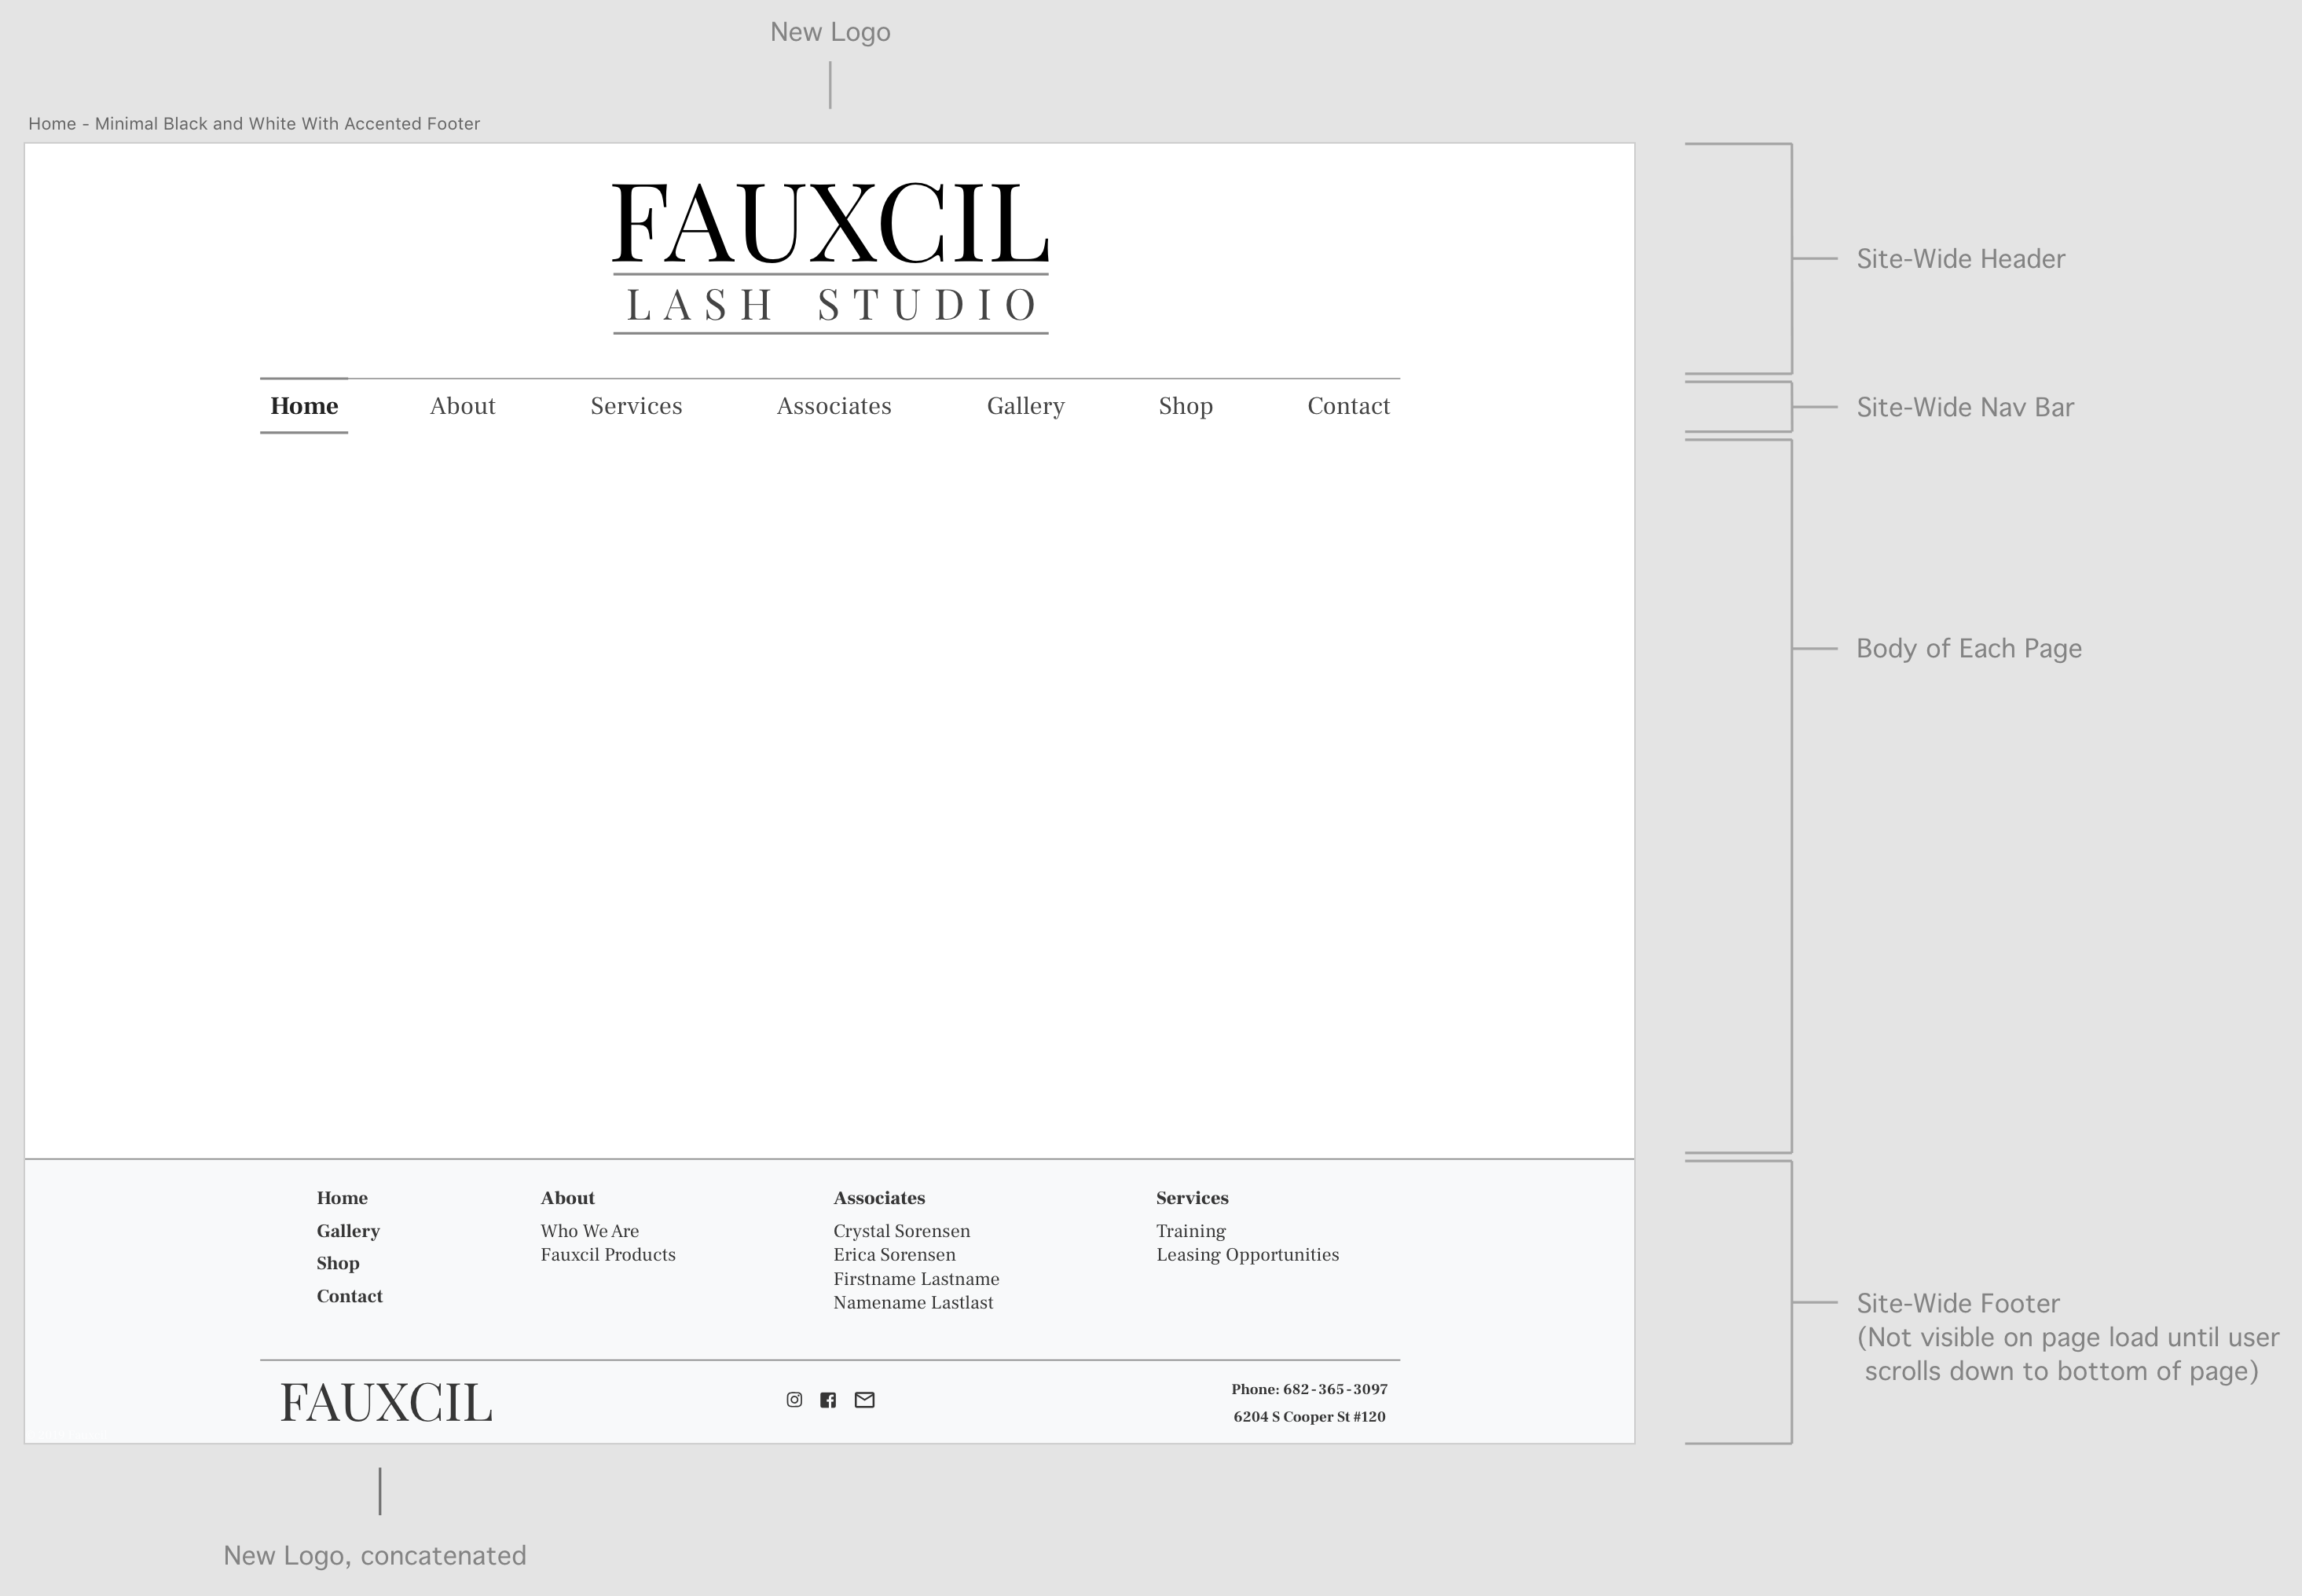 New Logo
Home - Minimal Black and White With Accented Footer
FAUXCIL
LASH STUDIO
Site-Wide Header
Home About Services Associates Gallery Shop Contact
Site-Wide Nav Bar
Body of Each Page
Home
Gallery
Shop
Contact
About
Who We Are
Fauxcil Products
Associates
Crystal Sorensen
Erica Sorensen
Firstname Lastname
Namename Lastlast
Services
Training
Leasing Opportunities
Site-Wide Footer
(Not visible on page load until user
scrolls down to bottom of page)
FAUXCIL
Phone: 682-365-3097
6204 S Cooper St #120
New Logo, concatenated